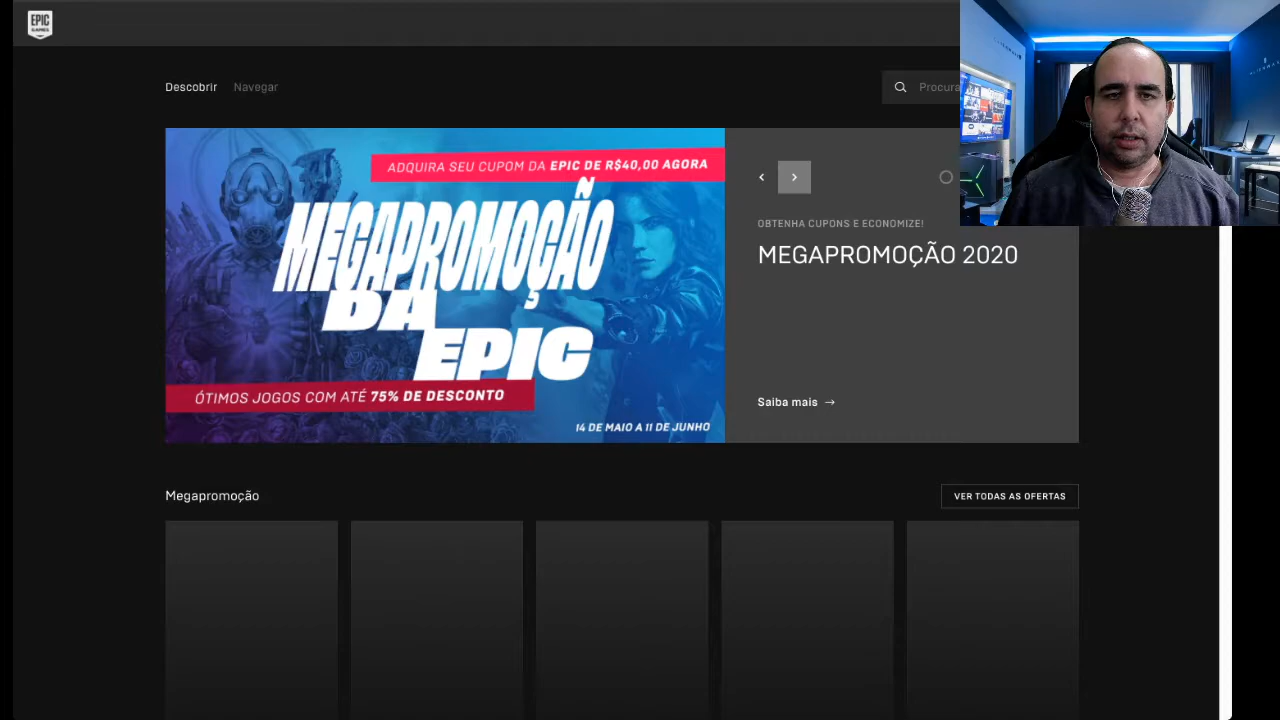 EPIC
GAMES
Descobrir Navegar
Procura
ADQUIRA SEU CUPOM DA EPIC DE R$40,00 AGORA
MEGAPROMOÇÃO
DA
EPIC
ÓTIMOS JOGOS COM ATÉ 75% DE DESCONTO
14 DE MAIO A 11 DE JUNHO
OBTENHA CUPONS E ECONOMIZE!
MEGAPROMOÇÃO 2020
Saiba mais →
Megapromoção
VER TODAS AS OFERTAS